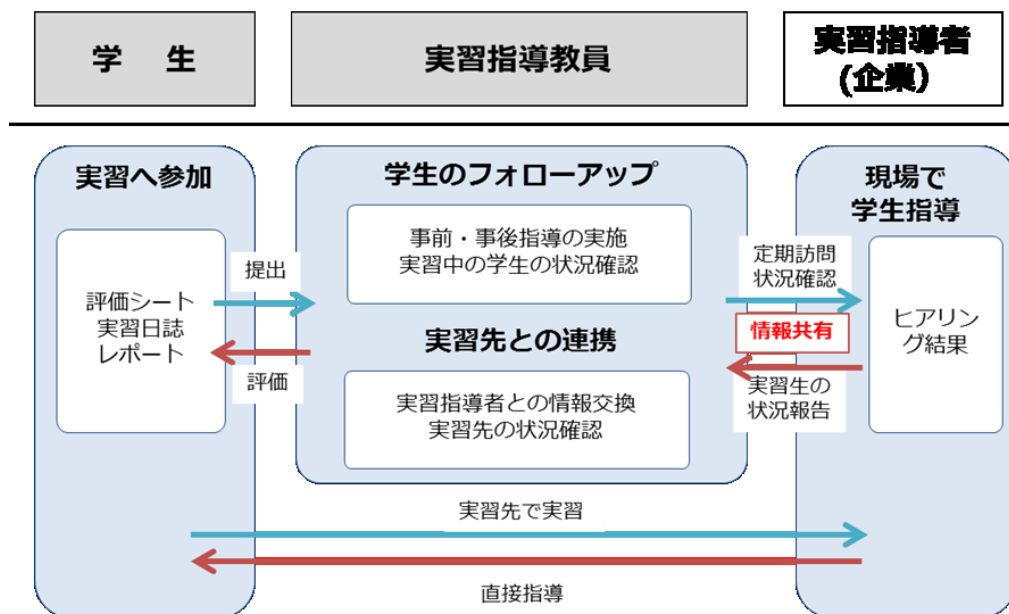 学 生
実習指導教員
実習指導者
(企業)
実習へ参加
評価シート
実習日誌
レポート
提出
評価
学生のフォローアップ
事前・事後指導の実施
実習中の学生の状況確認
実習先との連携
実習指導者との情報交換
実習先の状況確認
定期訪問
状況確認
情報共有
実習生の
状況報告
現場で
学生指導
ヒアリン
グ結果
実習先で実習
直接指導